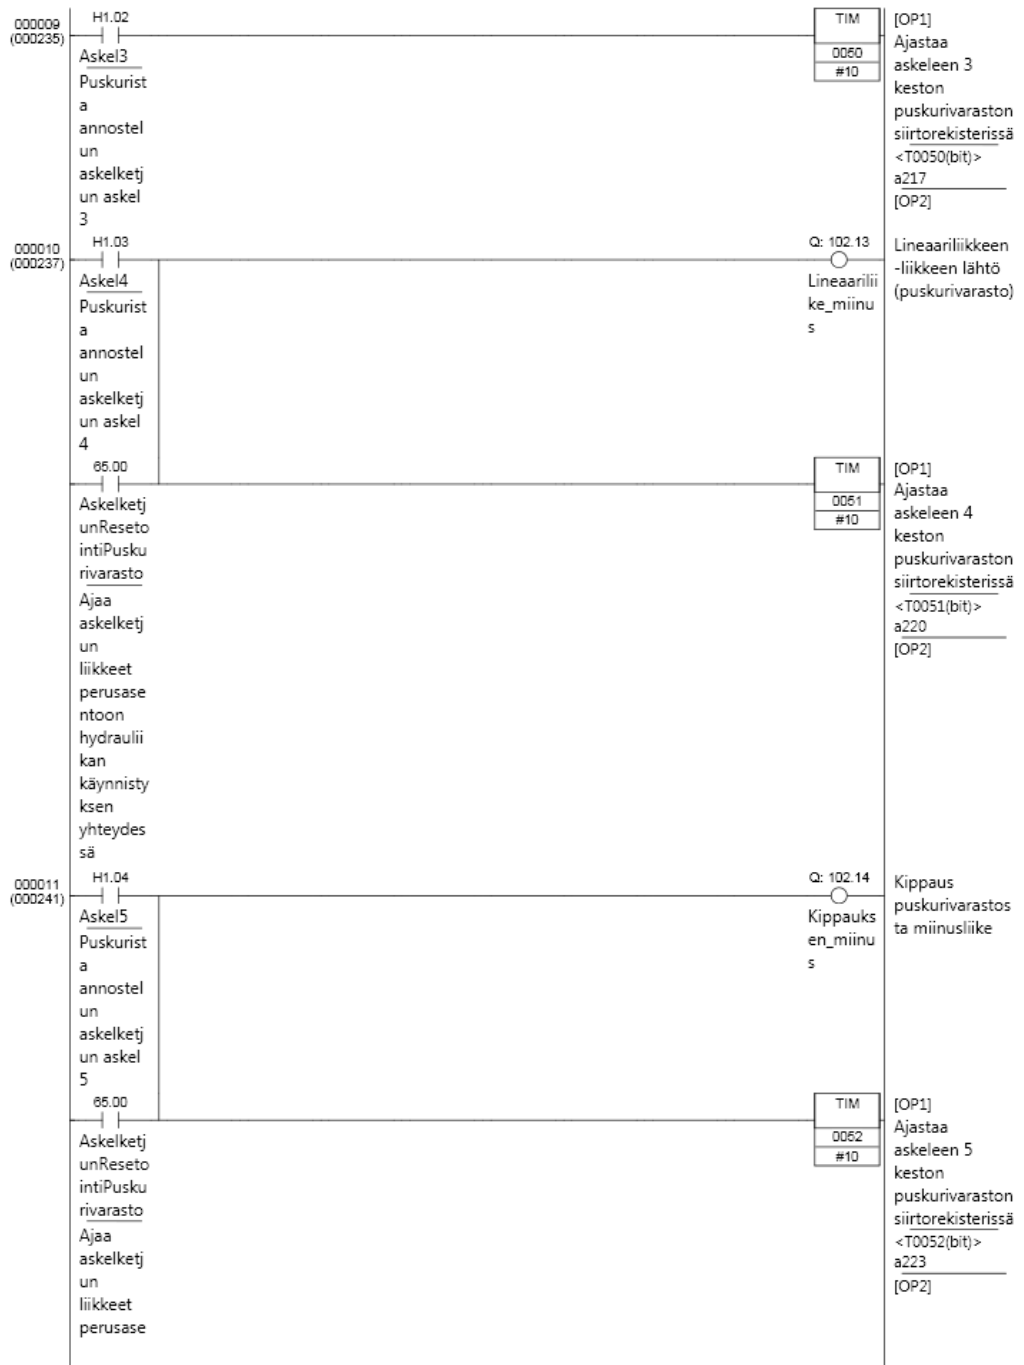 000009
(000235)
H1.02
Askel3
Puskurist
a
annostel
un
askelketj
un askel
3
TIM
0050
#10
[OP1]
Ajastaa
askeleen 3
keston
puskurivaraston
siirtorekisterissä
<T0050(bit)>
a217
[OP2]
000010
(000237)
H1.03
Askel4
Puskurist
a
annostel
un
askelketj
un askel
4
Q: 102.13
Lineaarilii
ke_miinu
s
Lineaariliikkeen
-liikkeen lähtö
(puskurivarasto)
65.00
Askelketj
unReseto
intiPusku
rivarasto
Ajaa
askelketj
un
liikkeet
perusase
ntoon
hydraulii
kan
käynnisty
ksen
yhteydes
sä
TIM
0051
#10
[OP1]
Ajastaa
askeleen 4
keston
puskurivaraston
siirtorekisterissä
<T0051(bit)>
a220
[OP2]
000011
(000241)
H1.04
Askel5
Puskurist
a
annostel
un
askelketj
un askel
5
Q: 102.14
Kippauks
en_miinu
s
Kippaus
puskurivarastos
ta miinusliike
65.00
Askelketj
unReseto
intiPusku
rivarasto
Ajaa
askelketj
un
liikkeet
perusase
TIM
0052
#10
[OP1]
Ajastaa
askeleen 5
keston
puskurivaraston
siirtorekisterissä
<T0052(bit)>
a223
[OP2]